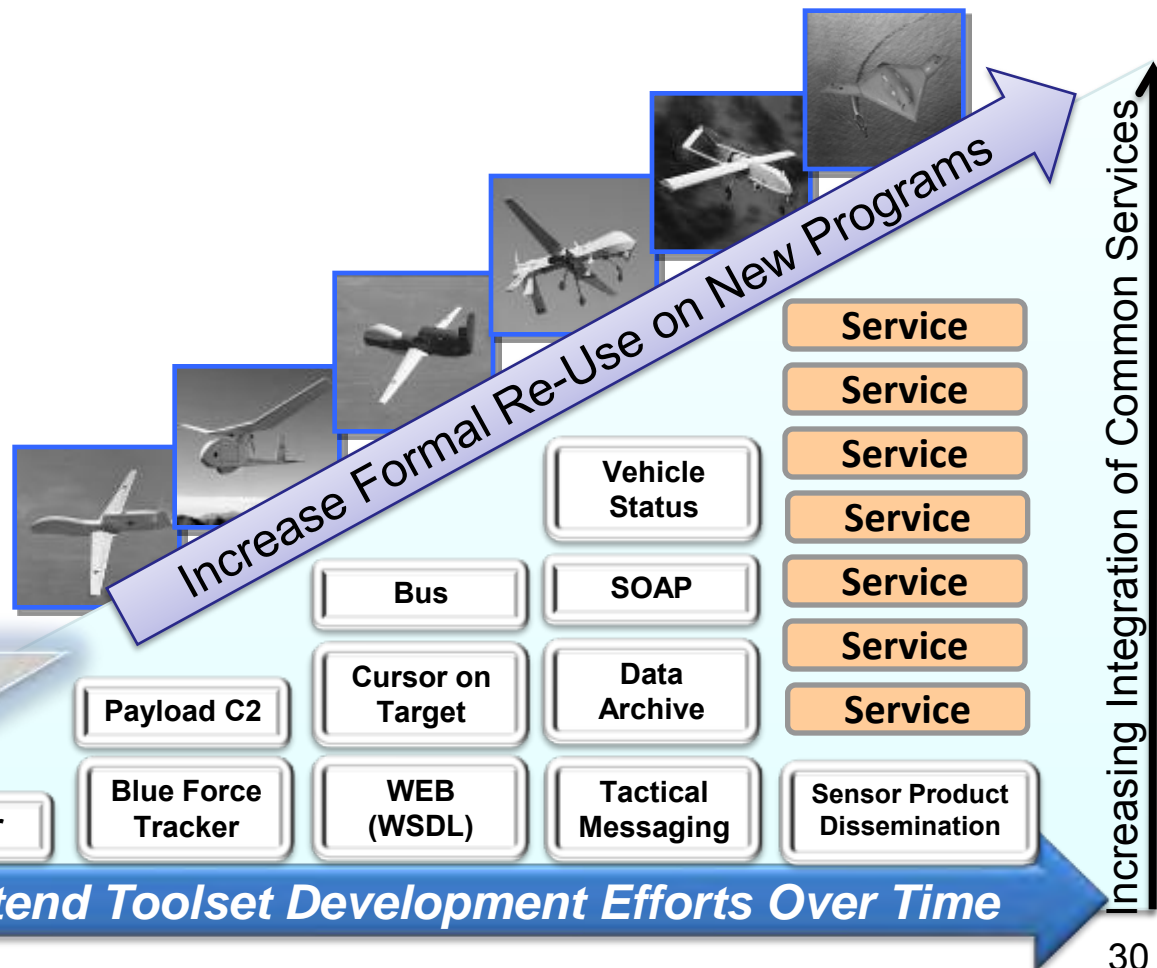 Increase Formal Re-Use on New Programs
Increasing Integration of Common Services
Service
Service
Service
Service
Service
Service
Service
Vehicle
Status
Bus
SOAP
Cursor on
Target
Data
Archive
Payload C2
Blue Force
Tracker
WEB
(WSDL)
Tactical
Messaging
Sensor Product
Dissemination
tend Toolset Development Efforts Over Time
30